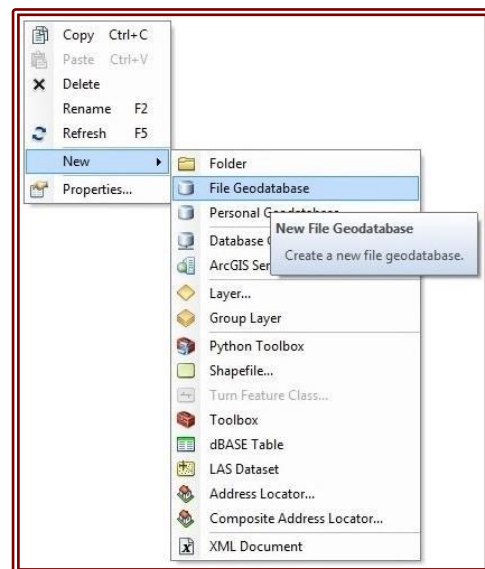 Copy Ctrl+C
Paste Ctrl+V
Delete
Rename F2
Refresh F5
New
Properties...
Folder
File Geodatabase
Personal
New File Geodatabase
Create a new file geodatabase.
Database
ArcGIS
Layer...
Group Layer
Python Toolbox
Shapefile...
Turn Feature Class...
Toolbox
dBASE Table
LAS Dataset
Address Locator...
Composite Address Locator...
XML Document